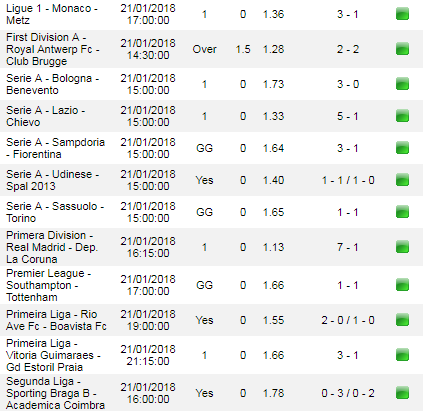 Ligue 1 - Monaco - Metz 21/01/2018 17:00:00 1 0 1.36 3 - 1
First Division A - Royal Antwerp Fc - Club Brugge 21/01/2018 14:30:00 Over 1.5 1.28 2 - 2
Serie A - Bologna - Benevento 21/01/2018 15:00:00 1 0 1.73 3 - 0
Serie A - Lazio - Chievo 21/01/2018 15:00:00 1 0 1.33 5 - 1
Serie A - Sampdoria - Fiorentina 21/01/2018 15:00:00 GG 0 1.64 3 - 1
Serie A - Udinese - Spal 2013 21/01/2018 15:00:00 Yes 0 1.40 1 - 1 / 1 - 0
Serie A - Sassuolo - Torino 21/01/2018 15:00:00 GG 0 1.65 1 - 1
Primera Division - Real Madrid - Dep. La Coruna 21/01/2018 16:15:00 1 0 1.13 7 - 1
Premier League - Southampton - Tottenham 21/01/2018 17:00:00 GG 0 1.66 1 - 1
Primeira Liga - Rio Ave Fc - Boavista Fc 21/01/2018 19:00:00 Yes 0 1.55 2 - 0 / 1 - 0
Primeira Liga - Vitoria Guimaraes - Gd Estoril Praia 21/01/2018 21:15:00 1 0 1.66 3 - 1
Segunda Liga - Sporting Braga B - Academica Coimbra 21/01/2018 16:00:00 Yes 0 1.78 0 - 3 / 0 - 2